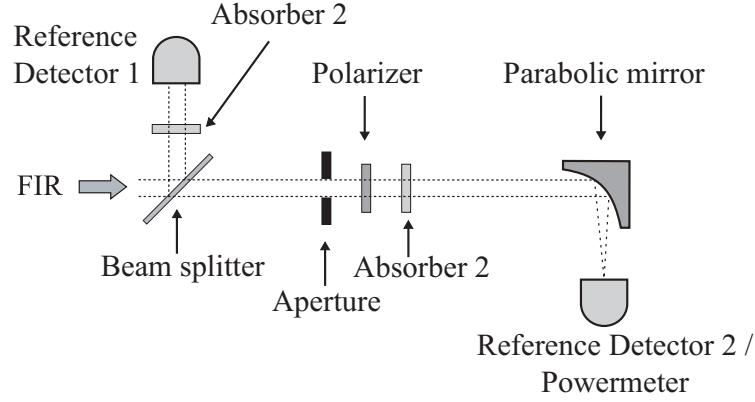 Absorber 2
Reference
Detector 1
Polarizer
Parabolic mirror
FIR
Beam splitter
Absorber 2
Aperture
Reference Detector 2 /
Powermeter